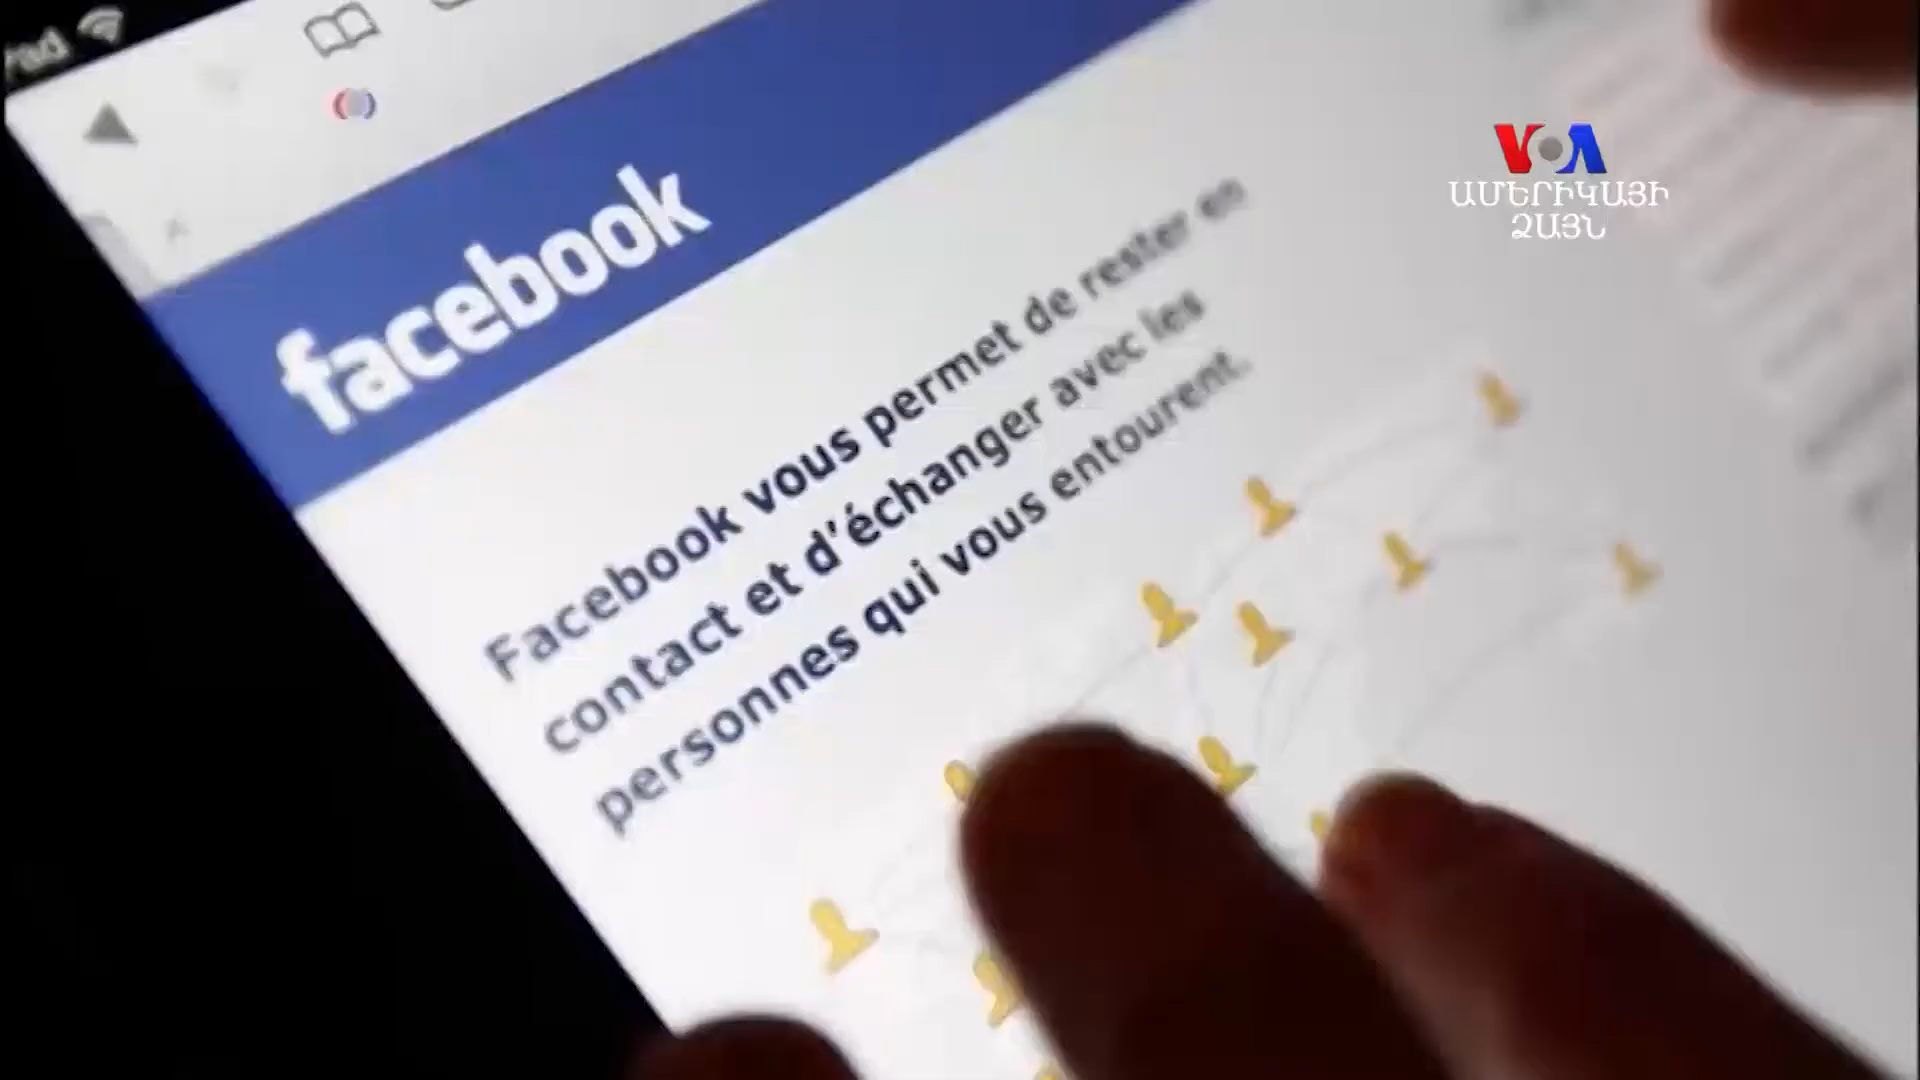 iPad
VOA
ԱՄԵՐԻԿԱՅԻ
ՁԱՅՆ
facebook
Facebook vous permet de rester en
contact et d'échanger avec les
personnes qui vous entourent.